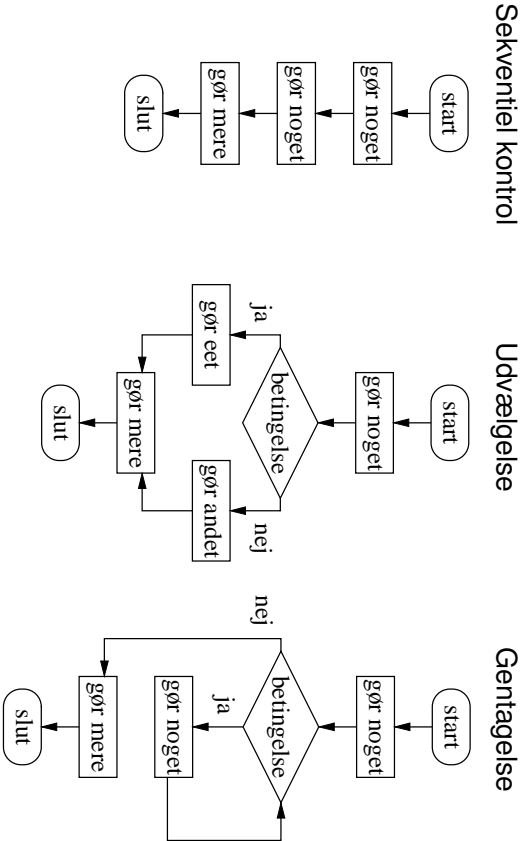 Sekventiel kontrol
start
gør noget
gør noget
gør mere
slut
Udvælgelse
start
gør noget
betingelse
ja
nej
gør eet
gør andet
gør mere
slut
Gentagelse
start
gør noget
betingelse
nej
ja
gør noget
gør mere
slut